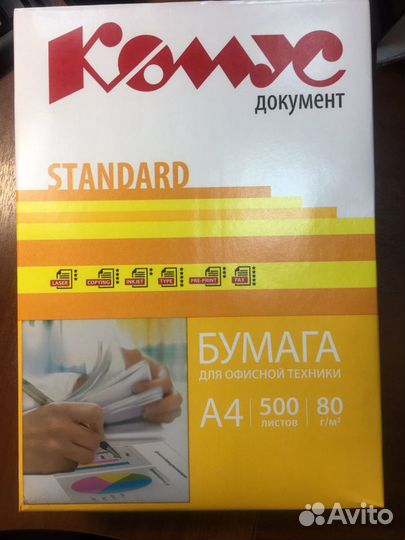 Комус
документ
STANDARD
LASER COPYING INKJET TYPE PRE-PRINT FAX
БУМАГА
ДЛЯ ОФИСНОЙ ТЕХНИКИ
А4 500 листов 80 г/м²
Avito